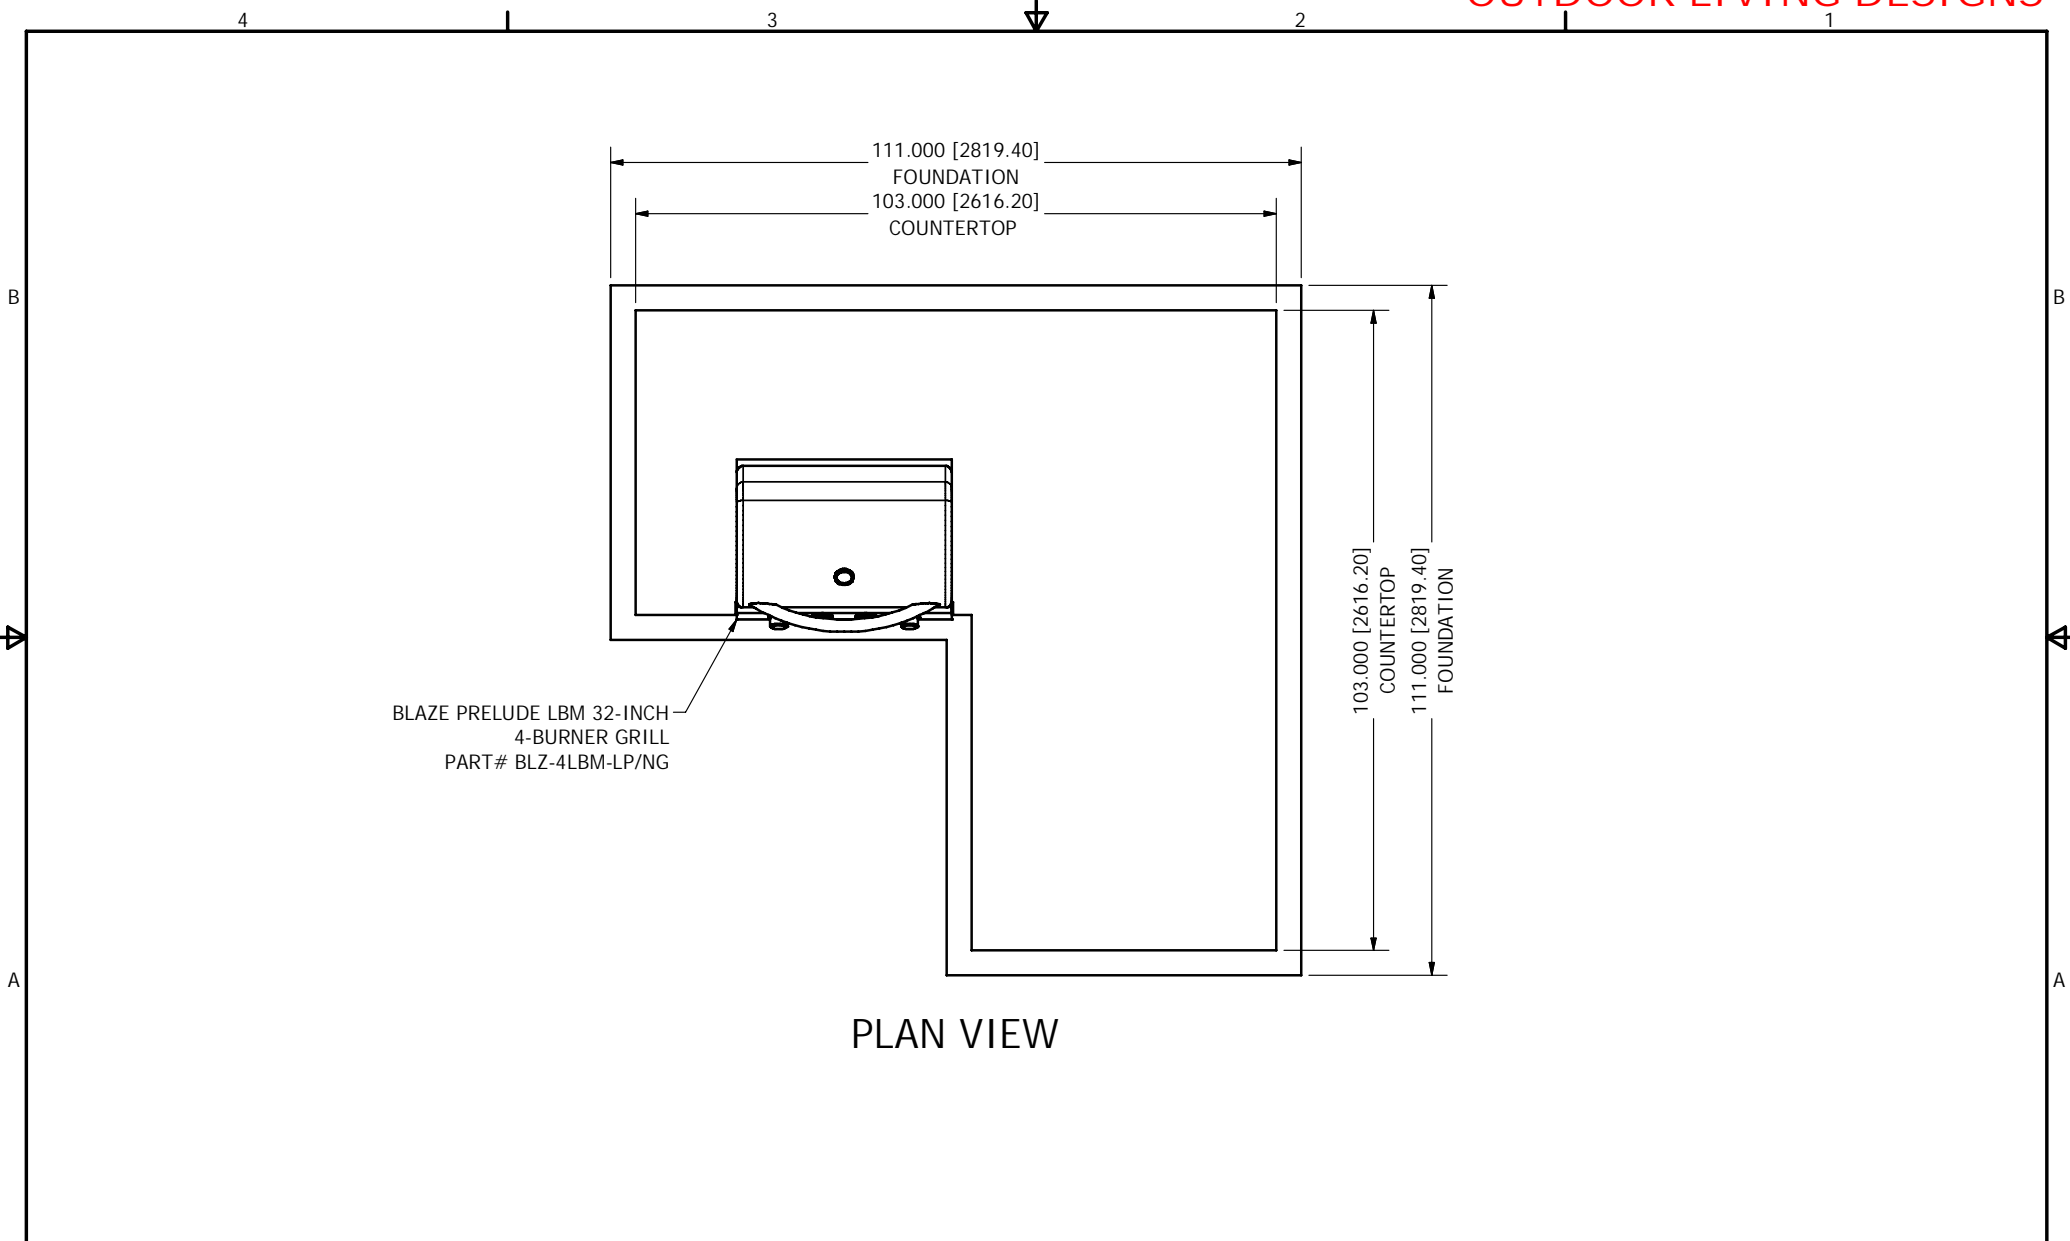 OUTDOOR LIVING DESIGNS
4 3 2 1
111.000 [2819.40]
FOUNDATION
103.000 [2616.20]
COUNTERTOP
B B
103.000 [2616.20]
COUNTERTOP
111.000 [2819.40]
FOUNDATION
BLAZE PRELUDE LBM 32-INCH
4-BURNER GRILL
PART# BLZ-4LBM-LP/NG
A A
PLAN VIEW